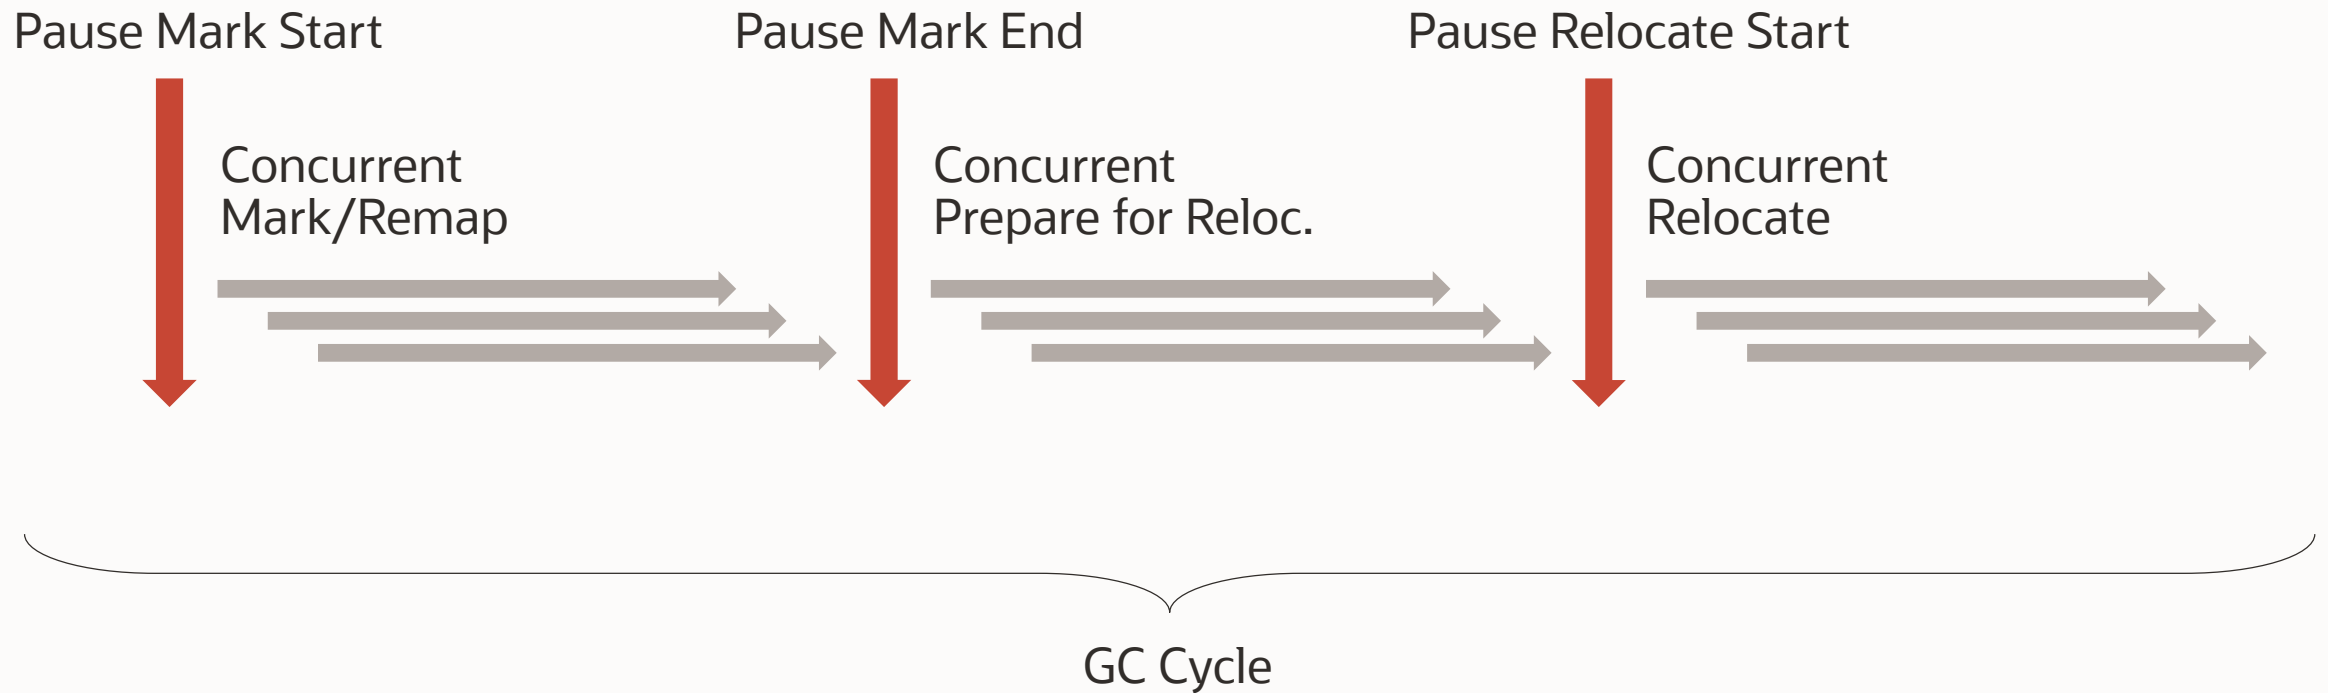 Pause Mark Start
Pause Mark End
Pause Relocate Start
Concurrent
Mark/Remap
Concurrent
Prepare for Reloc.
Concurrent
Relocate
GC Cycle